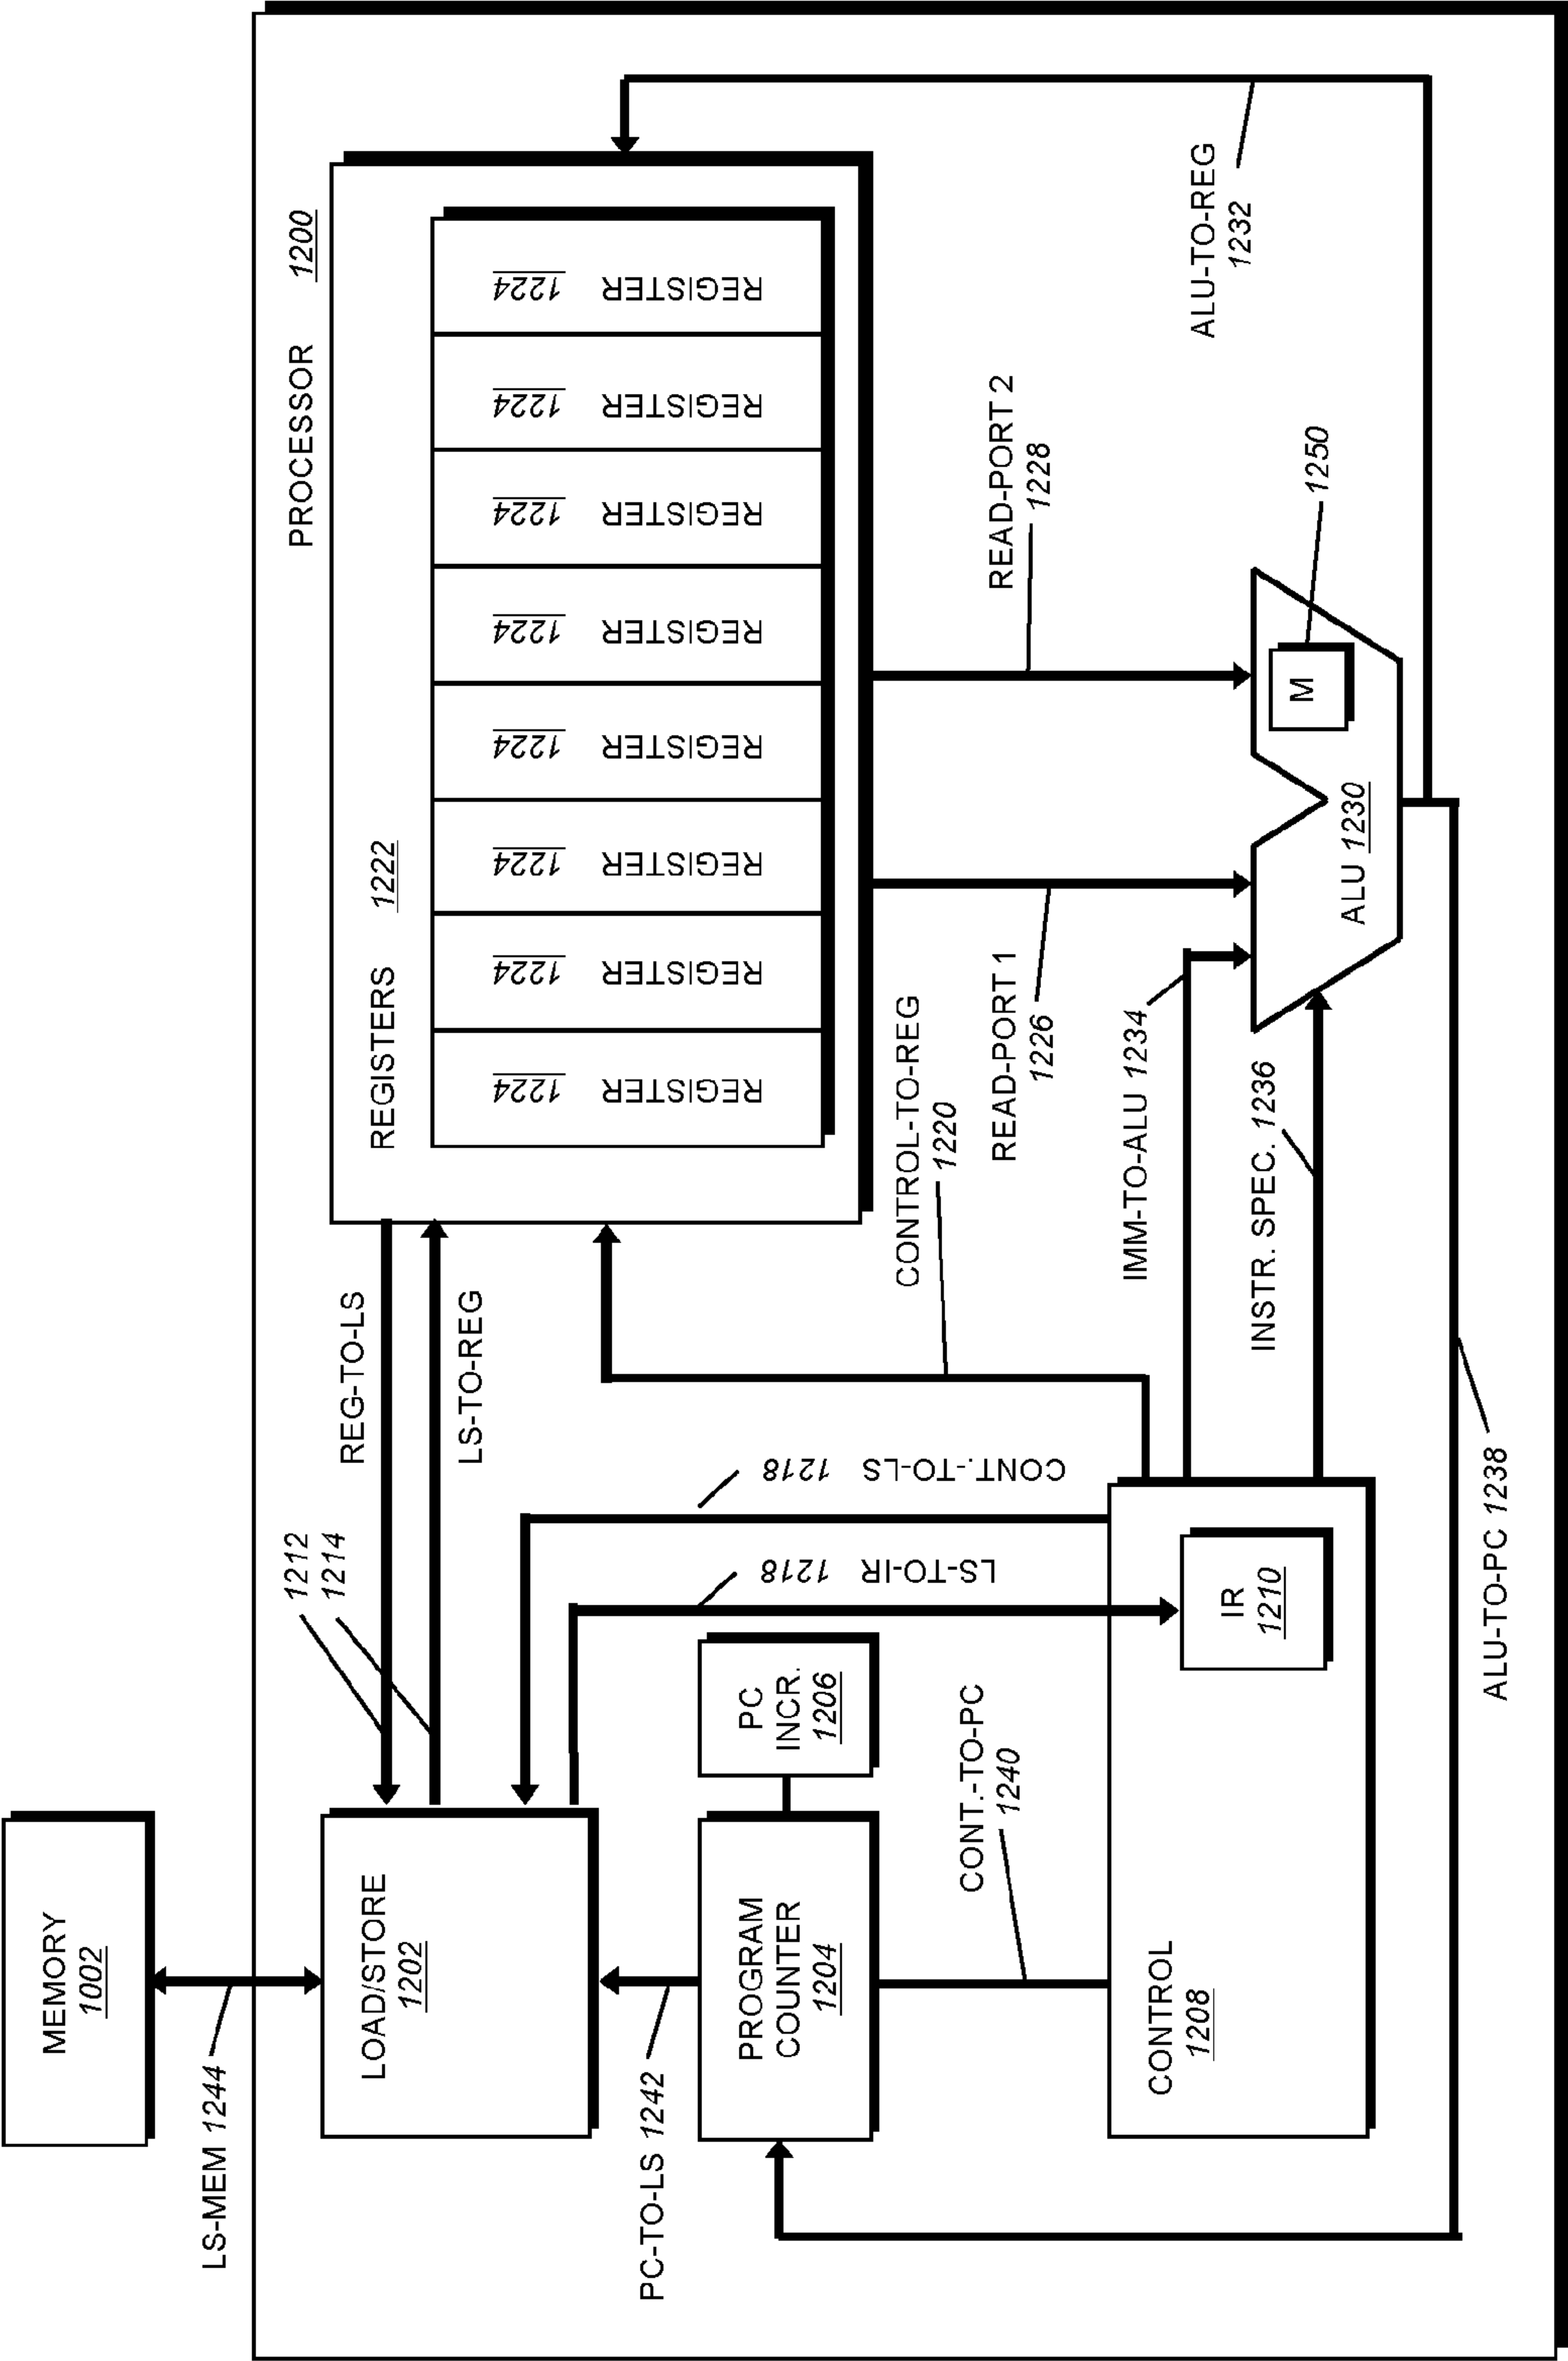 MEMORY
1002
LS-MEM 1244
PROCESSOR 1200
LOAD/STORE
1202
1212
1214
REG-TO-LS
LS-TO-REG
REGISTERS 1222
REGISTER 1224
REGISTER 1224
REGISTER 1224
REGISTER 1224
REGISTER 1224
REGISTER 1224
REGISTER 1224
REGISTER 1224
PC-TO-LS 1242
PROGRAM
COUNTER
1204
PC
INCR.
1206
LS-TO-IR 1218
CONT.-TO-LS 1218
CONT.-TO-PC
1240
CONTROL-TO-REG
1220
READ-PORT 1
1226
READ-PORT 2
1228
ALU-TO-REG
1232
IMM-TO-ALU 1234
INSTR. SPEC. 1236
CONTROL
1208
IR
1210
ALU 1230
M
1250
ALU-TO-PC 1238